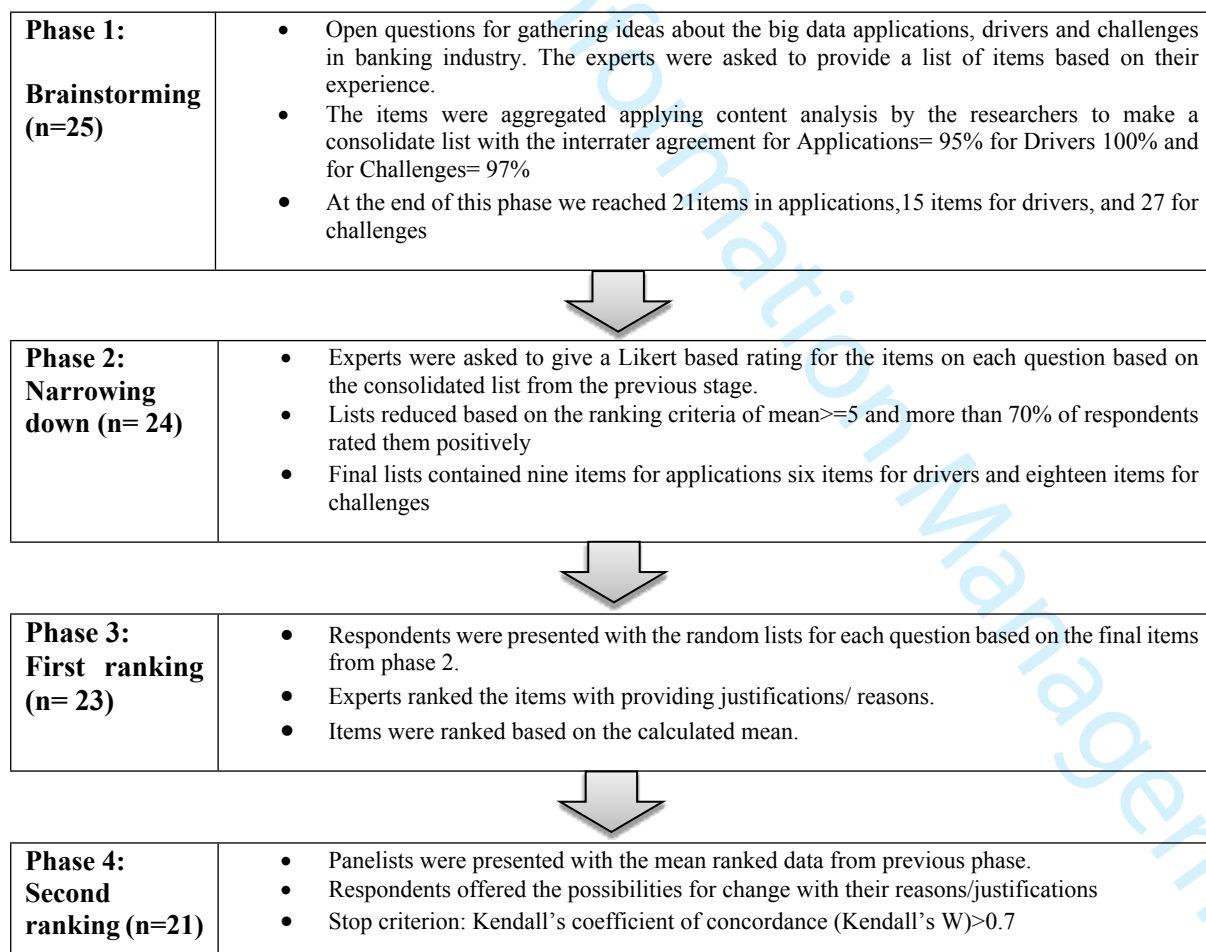 Phase 1:
Brainstorming
(n=25)
• Open questions for gathering ideas about the big data applications, drivers and challenges
in banking industry. The experts were asked to provide a list of items based on their
experience.
• The items were aggregated applying content analysis by the researchers to make a
consolidate list with the interrater agreement for Applications= 95% for Drivers 100% and
for Challenges= 97%
• At the end of this phase we reached 21items in applications,15 items for drivers, and 27 for
challenges
Phase 2:
Narrowing
down (n= 24)
• Experts were asked to give a Likert based rating for the items on each question based on
the consolidated list from the previous stage.
• Lists reduced based on the ranking criteria of mean>=5 and more than 70% of respondents
rated them positively
• Final lists contained nine items for applications six items for drivers and eighteen items for
challenges
Phase 3:
First ranking
(n= 23)
• Respondents were presented with the random lists for each question based on the final items
from phase 2.
• Experts ranked the items with providing justifications/ reasons.
• Items were ranked based on the calculated mean.
Phase 4:
Second
ranking (n=21)
• Panelists were presented with the mean ranked data from previous phase.
• Respondents offered the possibilities for change with their reasons/justifications
• Stop criterion: Kendall’s coefficient of concordance (Kendall’s W)>0.7